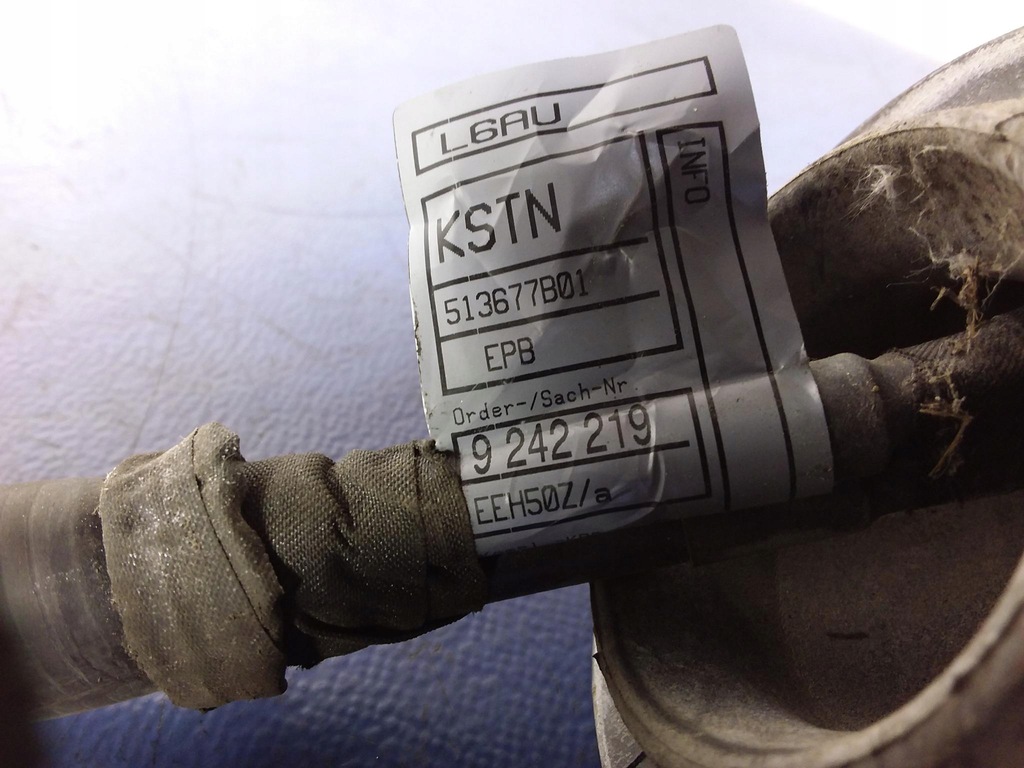 L6AU
INFO
KSTN
513677B01
EPB
Order-/Sach-Nr
9 242 219
EEH50Z/a